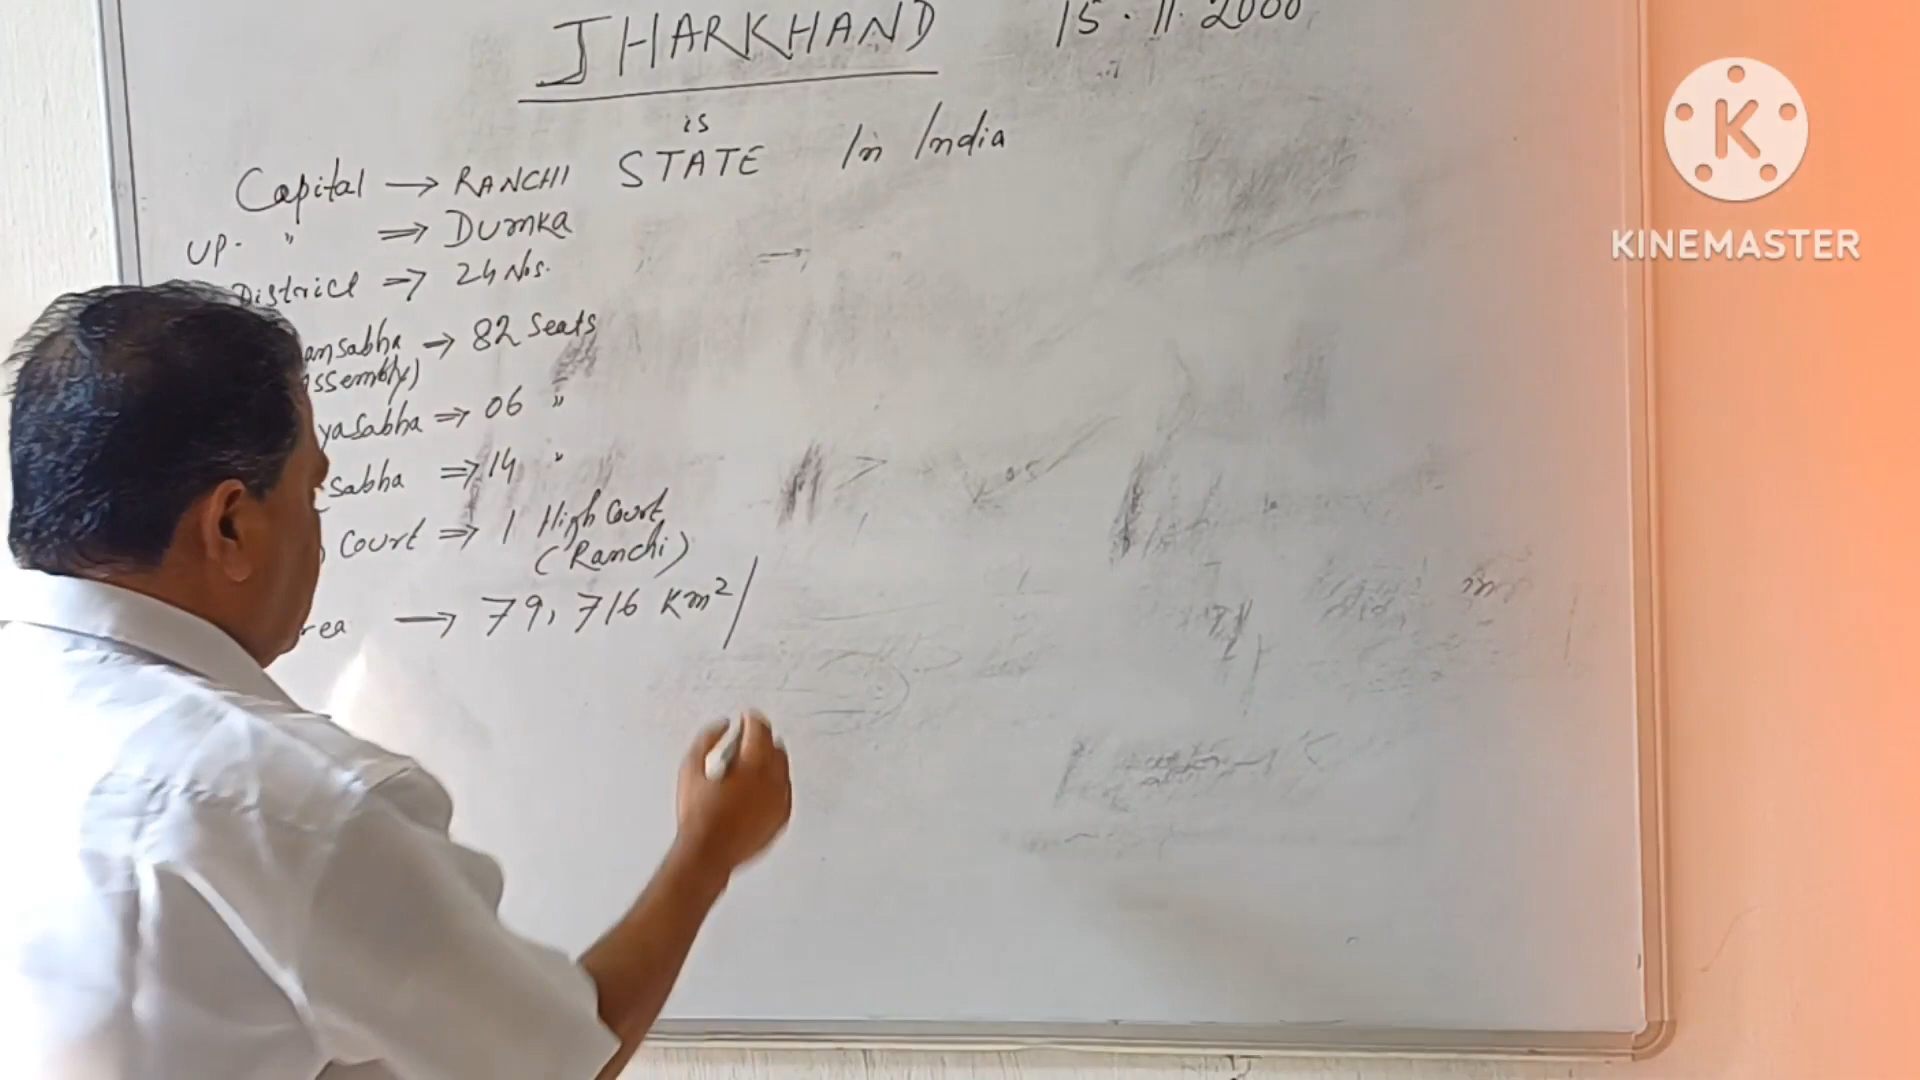 JHARKHAND 15.11.2000
is
Capital → RANCHI STATE In India
UP. " ⇒ Dumka
District ⇒ 24 Nos.
ansabha → 82 Seats
ssembly)
yasabha ⇒ 06 "
sabha ⇒ 14 "
Court ⇒ 1 High Court
(Ranchi)
rea → 79,716 Km²/
K
KINEMASTER